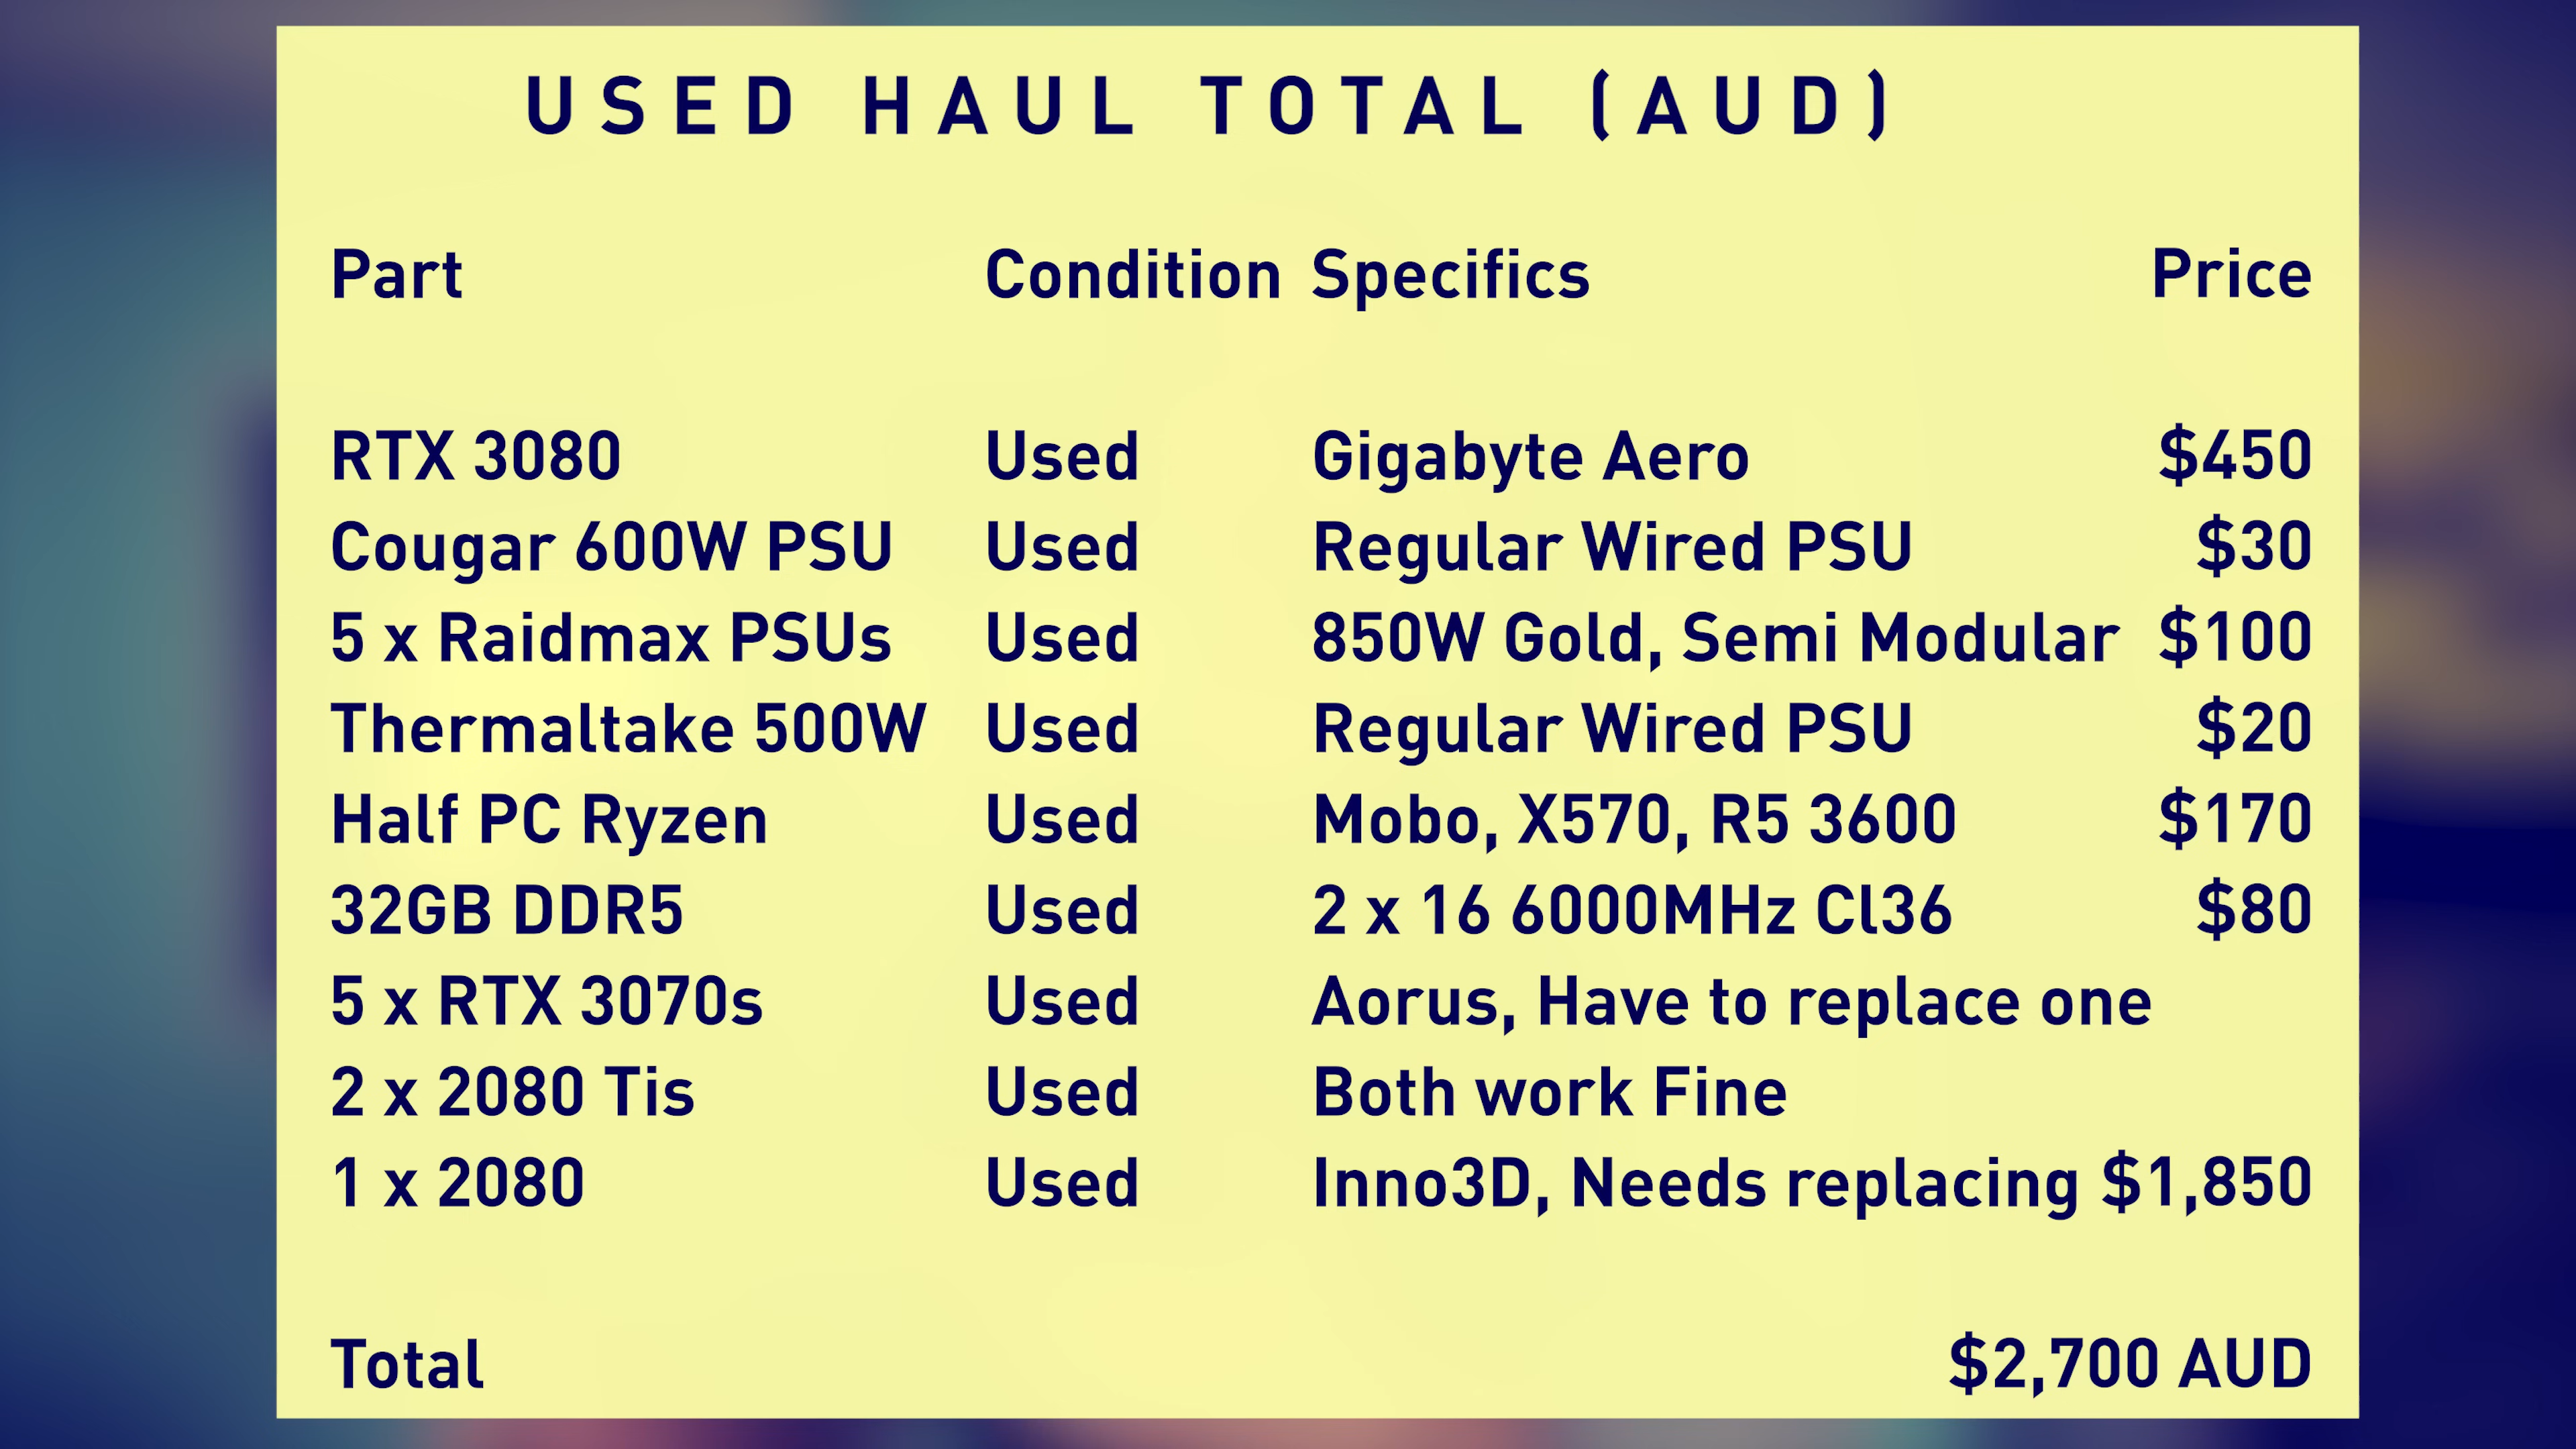 USED HAUL TOTAL (AUD)
Part Condition Specifics Price
RTX 3080 Used Gigabyte Aero $450
Cougar 600W PSU Used Regular Wired PSU $30
5 x Raidmax PSUs Used 850W Gold, Semi Modular $100
Thermaltake 500W Used Regular Wired PSU $20
Half PC Ryzen Used Mobo, X570, R5 3600 $170
32GB DDR5 Used 2 x 16 6000MHz Cl36 $80
5 x RTX 3070s Used Aorus, Have to replace one
2 x 2080 Tis Used Both work Fine
1 x 2080 Used Inno3D, Needs replacing $1,850
Total $2,700 AUD